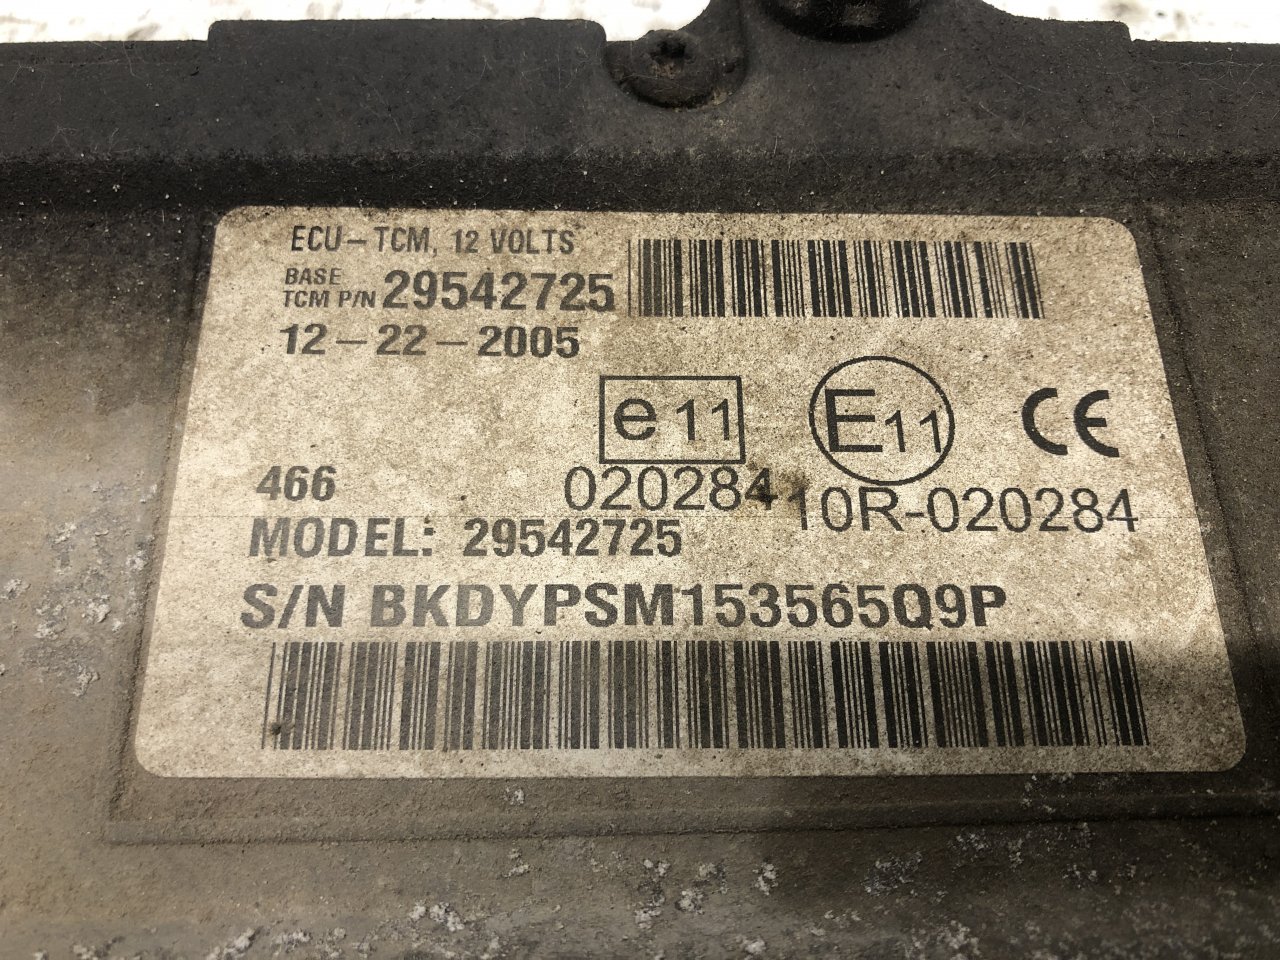 ECU-TCM, 12 VOLTS
BASE
TCM P/N 29542725
12-22-2005
e11
E11
CE
466
020284
10R-020284
MODEL: 29542725
S/N BKDYPSM153565Q9P